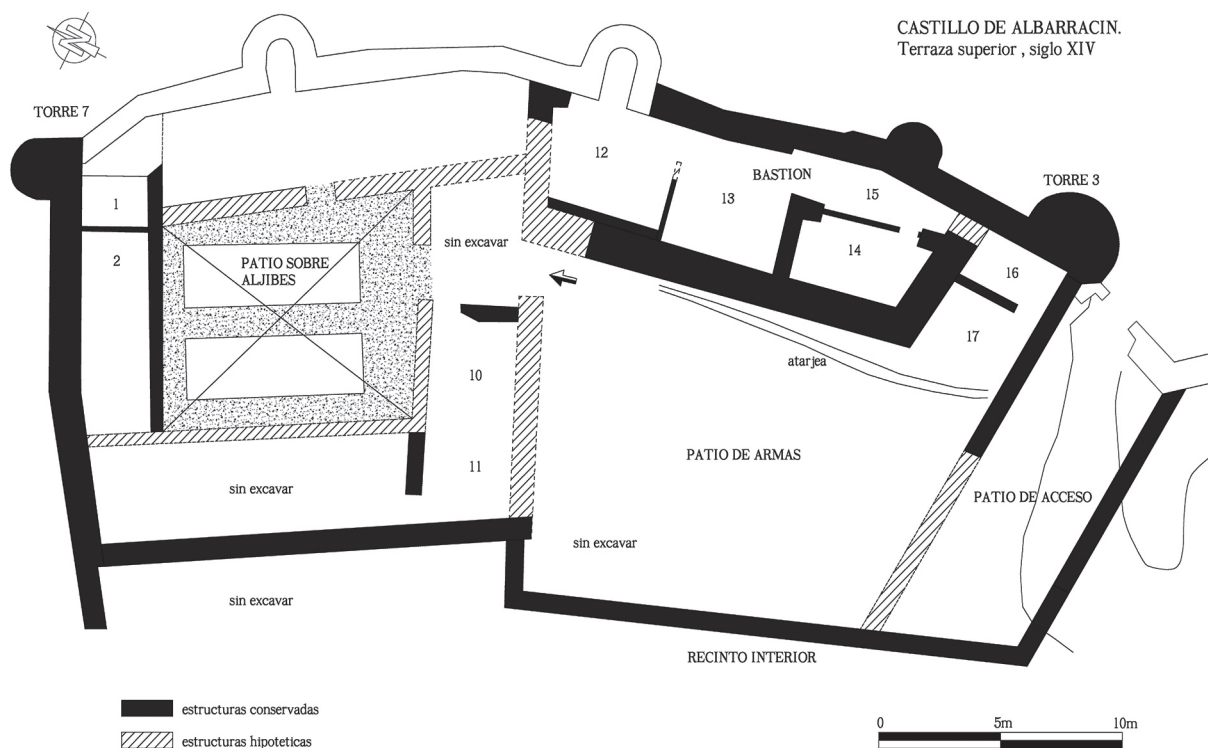 CASTILLO DE ALBARRACIN.
Terraza superior , siglo XIV
N
TORRE 7
12
BASTION
15
TORRE 3
1
13
2
PATIO SOBRE
ALJIBES
sin excavar
14
16
17
atarjea
10
11
PATIO DE ARMAS
sin excavar
PATIO DE ACCESO
sin excavar
sin excavar
RECINTO INTERIOR
estructuras conservadas
estructuras hipoteticas
0 5m 10m